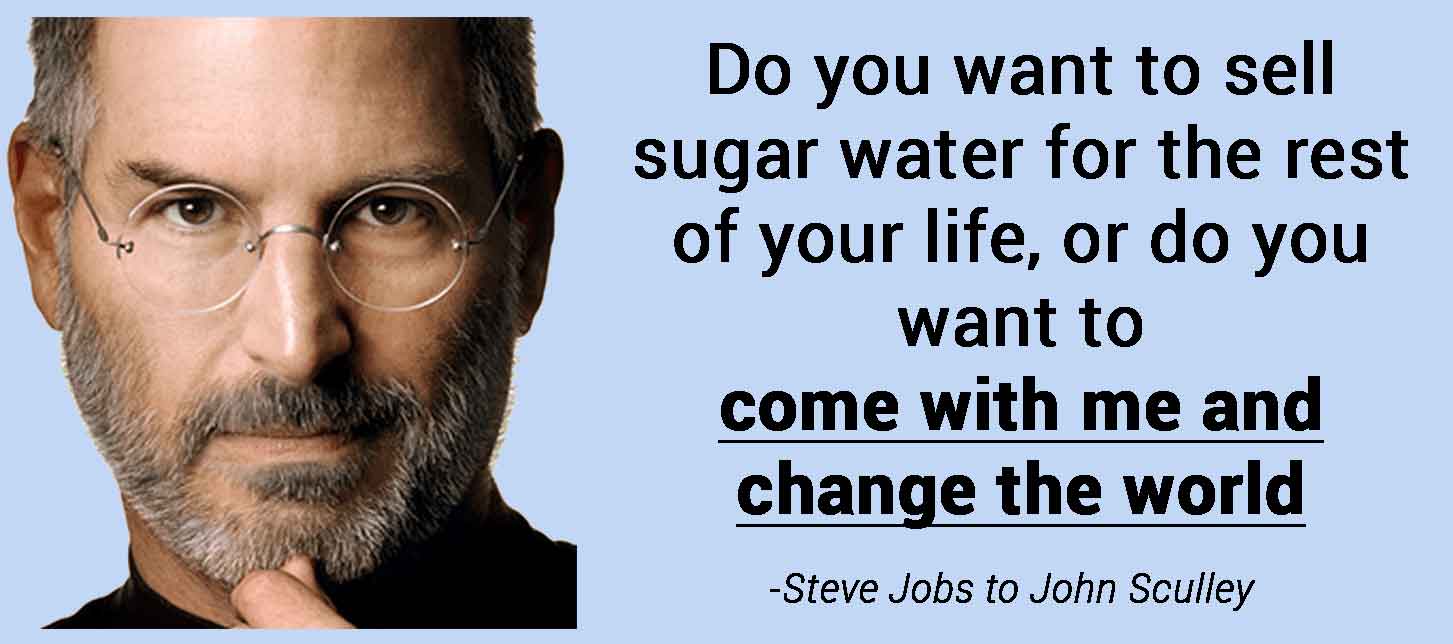 Do you want to sell
sugar water for the rest
of your life, or do you
want to
come with me and
change the world
-Steve Jobs to John Sculley